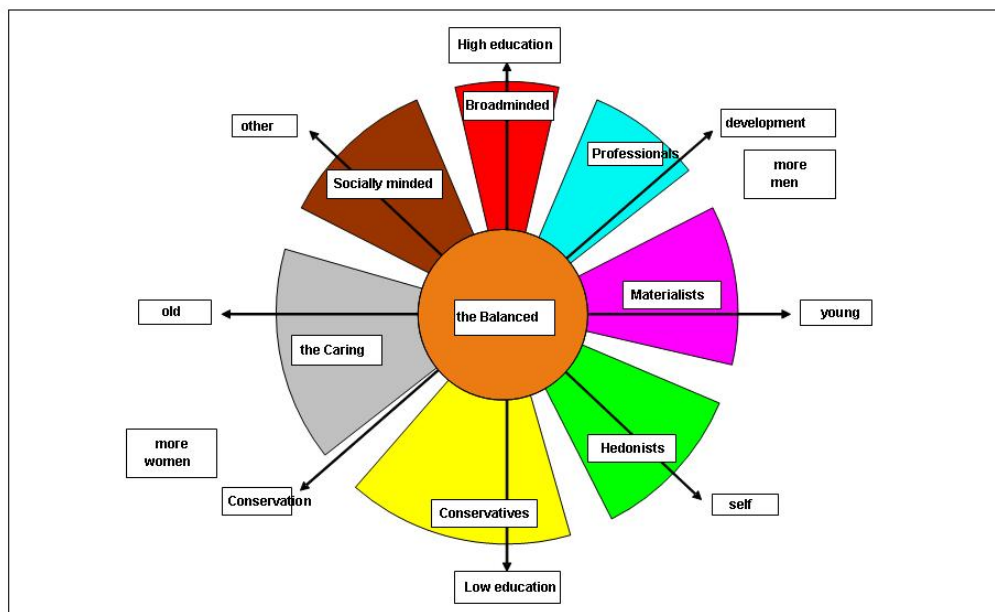 High education
Broadminded
other
development
Professionals
more
men
Socially minded
Materialists
old
the Balanced
young
the Caring
more
women
Hedonists
Conservation
Conservatives
self
Low education